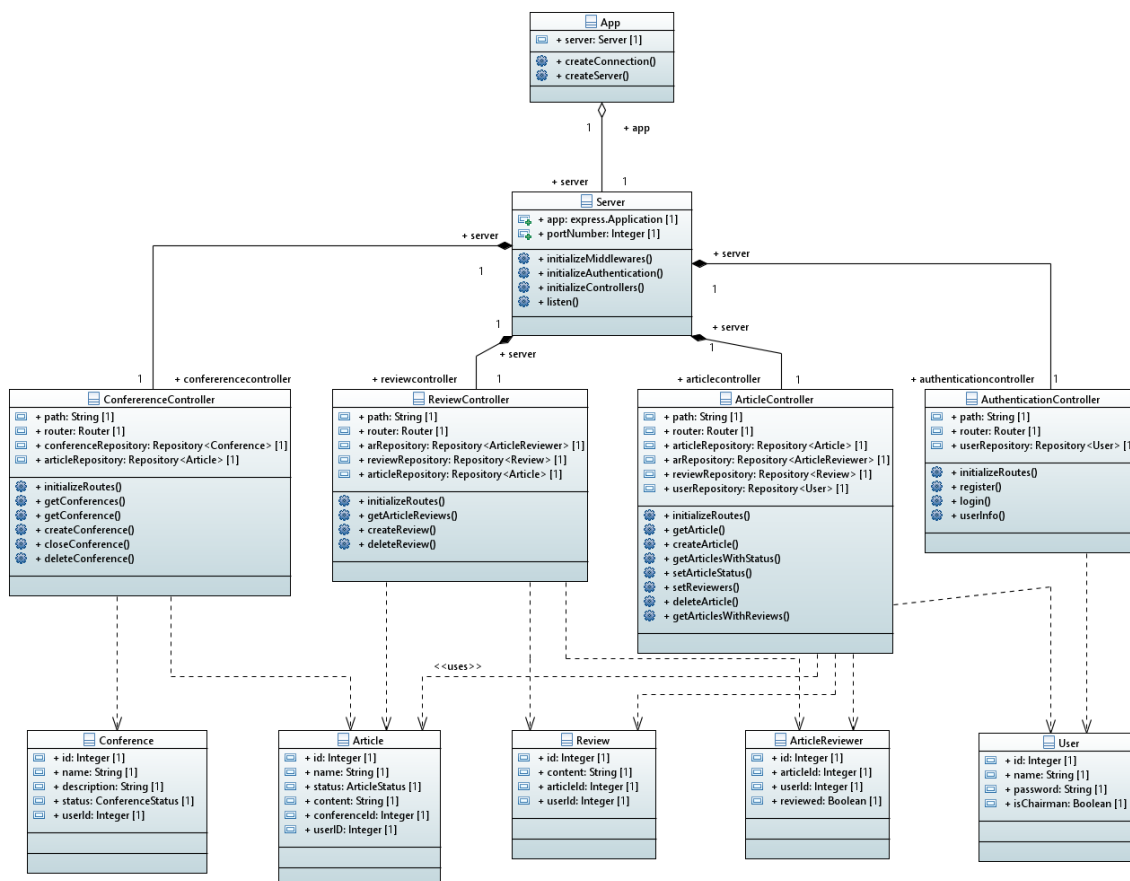 App
+ server: Server [1]
+ createConnection()
+ createServer()
1
+ app
+ server
1
Server
+ app: express.Application [1]
+ portNumber: Integer [1]
+ initializeMiddlewares()
+ initializeAuthentication()
+ initializeControllers()
+ listen()
+ server
1
+ server
1
1
+ server
+ server
1
1
+ confererencecontroller
+ reviewcontroller
1
+ articlecontroller
1
+ authenticationcontroller
1
ConfererenceController
+ path: String [1]
+ router: Router [1]
+ conferenceRepository: Repository<Conference> [1]
+ articleRepository: Repository<Article> [1]
+ initializeRoutes()
+ getConferences()
+ getConference()
+ createConference()
+ closeConference()
+ deleteConference()
ReviewController
+ path: String [1]
+ router: Router [1]
+ arRepository: Repository<ArticleReviewer> [1]
+ reviewRepository: Repository<Review> [1]
+ articleRepository: Repository<Article> [1]
+ initializeRoutes()
+ getArticleReviews()
+ createReview()
+ deleteReview()
ArticleController
+ path: String [1]
+ router: Router [1]
+ articleRepository: Repository<Article> [1]
+ arRepository: Repository<ArticleReviewer> [1]
+ reviewRepository: Repository<Review> [1]
+ userRepository: Repository<User> [1]
+ initializeRoutes()
+ getArticle()
+ createArticle()
+ getArticlesWithStatus()
+ setArticleStatus()
+ setReviewers()
+ deleteArticle()
+ getArticlesWithReviews()
AuthenticationController
+ path: String [1]
+ router: Router [1]
+ userRepository: Repository<User> [1
+ initializeRoutes()
+ register()
+ login()
+ userInfo()
<<uses>>
Conference
+ id: Integer [1]
+ name: String [1]
+ description: String [1]
+ status: ConferenceStatus [1]
+ userId: Integer [1]
Article
+ id: Integer [1]
+ name: String [1]
+ status: ArticleStatus [1]
+ content: String [1]
+ conferenceId: Integer [1]
+ userID: Integer [1]
Review
+ id: Integer [1]
+ content: String [1]
+ articleId: Integer [1]
+ userId: Integer [1]
ArticleReviewer
+ id: Integer [1]
+ articleId: Integer [1]
+ userId: Integer [1]
+ reviewed: Boolean [1]
User
+ id: Integer [1]
+ name: String [1]
+ password: String [1]
+ isChairman: Boolean [1]